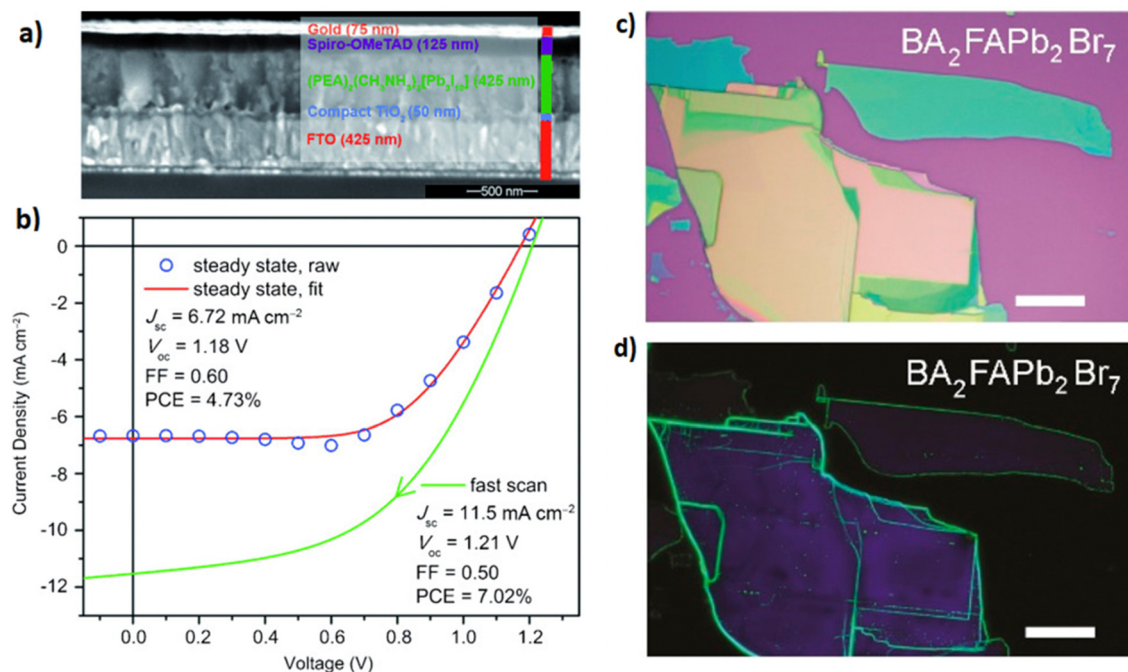 a)
Gold (75 nm)
Spiro-OMeTAD (125 nm)
(PEA)₂(CH₃NH₃)₂[Pb₃I₁₀] (425 nm)
Compact TiO₂ (50 nm)
FTO (425 nm)
500 nm
b)
0
-2
-4
-6
-8
-10
-12
Current Density (mA cm⁻²)
steady state, raw
steady state, fit
Jsc = 6.72 mA cm⁻²
Voc = 1.18 V
FF = 0.60
PCE = 4.73%
fast scan
Jsc = 11.5 mA cm⁻²
Voc = 1.21 V
FF = 0.50
PCE = 7.02%
0.0 0.2 0.4 0.6 0.8 1.0 1.2
Voltage (V)
c)
BA₂FAPb₂Br₇
d)
BA₂FAPb₂Br₇